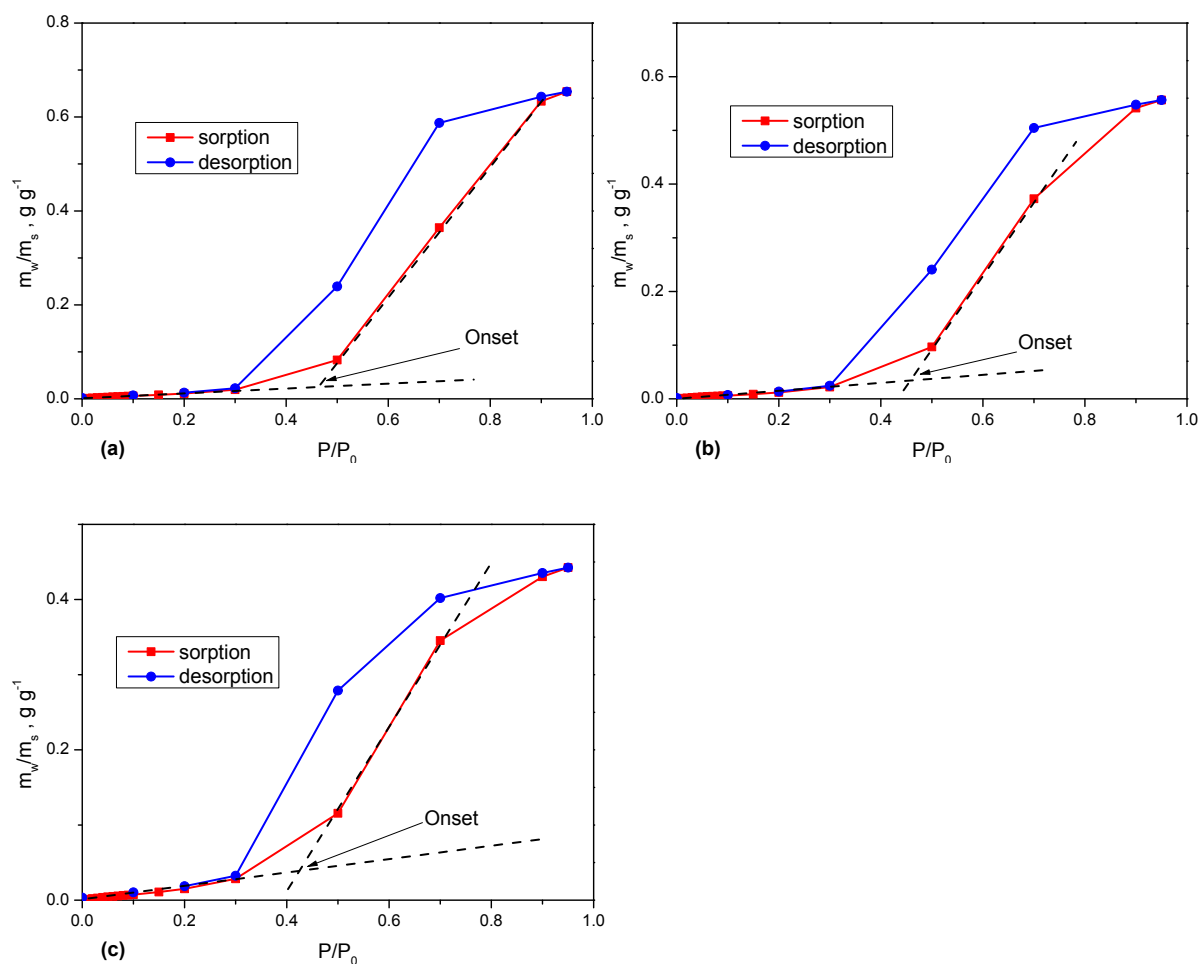 0.8
0.6
0.4
0.2
0.0
m_w/m_s , g g⁻¹
sorption
desorption
Onset
0.0 0.2 0.4 0.6 0.8 1.0
(a) P/P₀
0.6
0.4
0.2
0.0
m_w/m_s , g g⁻¹
sorption
desorption
Onset
0.0 0.2 0.4 0.6 0.8 1.0
(b) P/P₀
0.4
0.2
0.0
m_w/m_s , g g⁻¹
sorption
desorption
Onset
0.0 0.2 0.4 0.6 0.8 1.0
(c) P/P₀